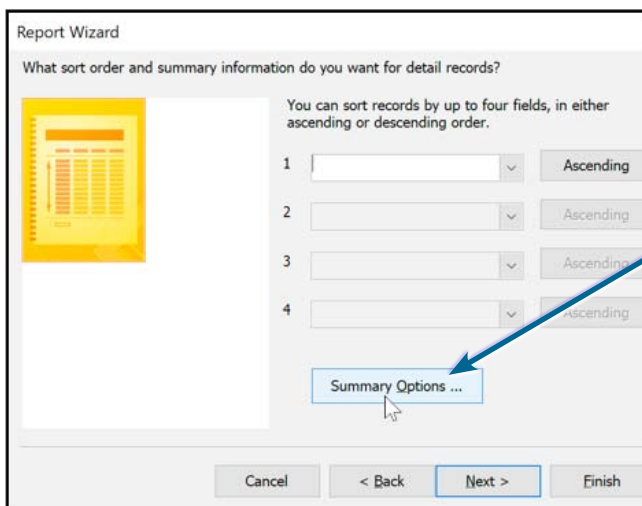 Report Wizard
What sort order and summary information do you want for detail records?
You can sort records by up to four fields, in either
ascending or descending order.
1 Ascending
2 Ascending
3 Ascending
4 Ascending
Summary Options ...
Cancel < Back Next > Finish